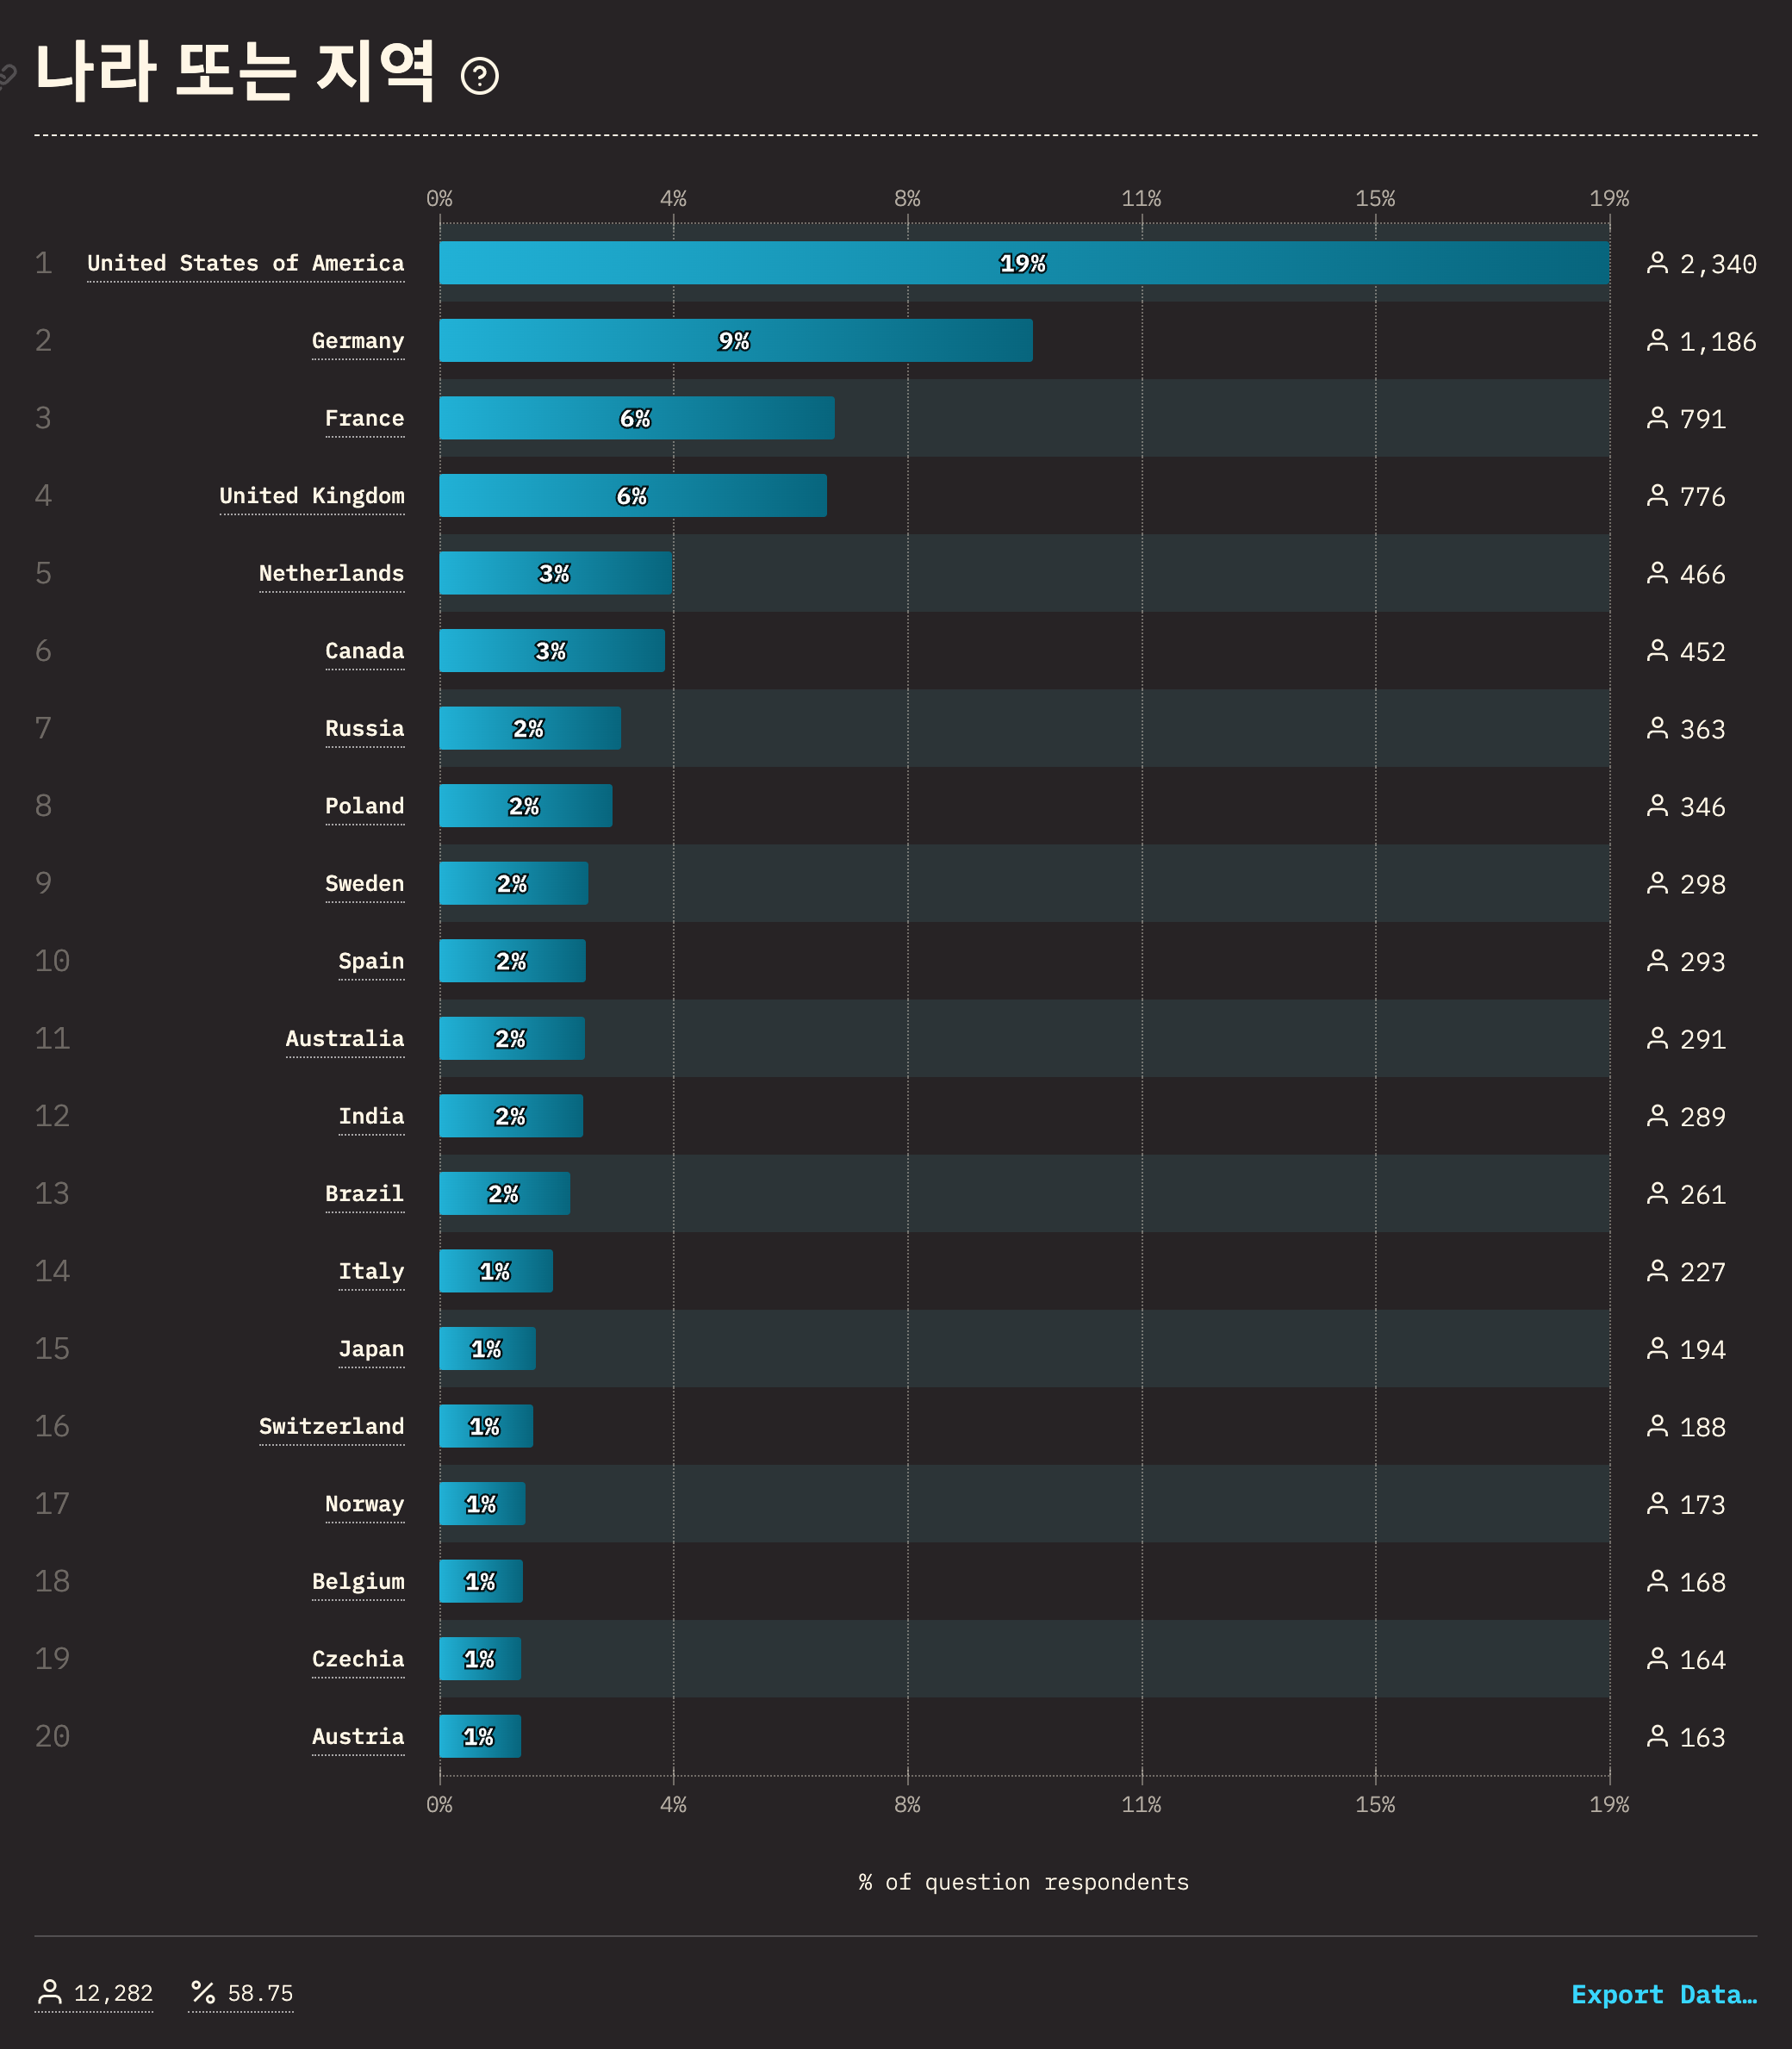 나라 또는 지역 ?
0% 4% 8% 11% 15% 19%
1 United States of America 19% 2,340
2 Germany 9% 1,186
3 France 6% 791
4 United Kingdom 6% 776
5 Netherlands 3% 466
6 Canada 3% 452
7 Russia 2% 363
8 Poland 2% 346
9 Sweden 2% 298
10 Spain 2% 293
11 Australia 2% 291
12 India 2% 289
13 Brazil 2% 261
14 Italy 1% 227
15 Japan 1% 194
16 Switzerland 1% 188
17 Norway 1% 173
18 Belgium 1% 168
19 Czechia 1% 164
20 Austria 1% 163
0% 4% 8% 11% 15% 19%
% of question respondents
12,282 % 58.75 Export Data…